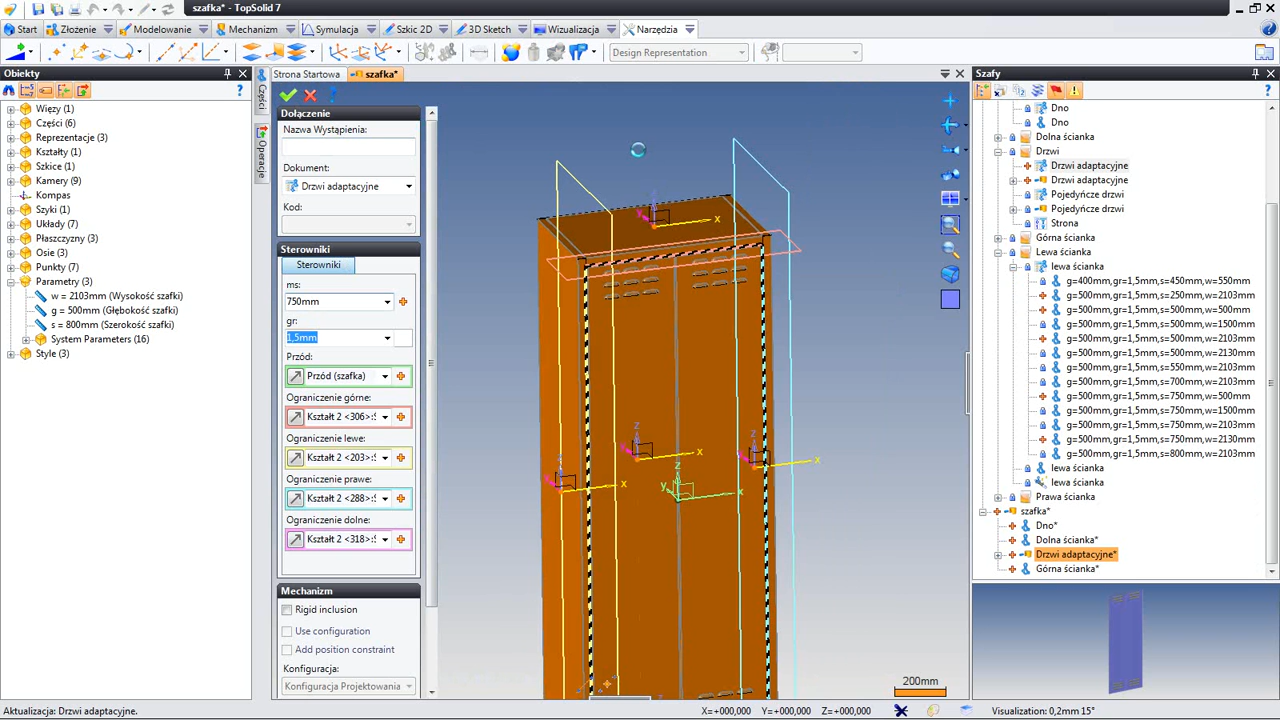 szafka* - TopSolid 7
Start
Złożenie
Modelowanie
Mechanizm
Symulacja
Szkic 2D
3D Sketch
Wizualizacja
Narzędzia
Design Representation
Obiekty
Więzy (1)
Części (6)
Reprezentacje (3)
Kształty (1)
Szkice (1)
Kamery (9)
Kompas
Szyki (1)
Układy (7)
Płaszczyzny (3)
Osie (3)
Punkty (7)
Parametry (3)
w = 2103mm (Wysokość szafki)
g = 500mm (Głębokość szafki)
s = 800mm (Szerokość szafki)
System Parameters (16)
Style (3)
Części
Operacje
Strona Startowa
szafka*
Dołączenie
Nazwa Wystąpienia:
Dokument:
Drzwi adaptacyjne
Kod:
Sterowniki
Sterowniki
ms:
750mm
gr:
1,5mm
Przód:
Przód (szafka)
Ograniczenie górne:
Kształt 2 <306>:S
Ograniczenie lewe:
Kształt 2 <203>:S
Ograniczenie prawe:
Kształt 2 <288>:S
Ograniczenie dolne:
Kształt 2 <318>:S
Mechanizm
Rigid inclusion
Use configuration
Add position constraint
Konfiguracja:
Konfiguracja Projektowania
z
y
x
z
x
z
x
z
y
x
z
x
200mm
Szafy
Dno
Dno
Dolna ścianka
Drzwi
Drzwi adaptacyjne
Drzwi adaptacyjne
Pojedyńcze drzwi
Pojedyńcze drzwi
Strona
Górna ścianka
Lewa ścianka
lewa ścianka
g=400mm,gr=1,5mm,s=450mm,w=550mm
g=500mm,gr=1,5mm,s=250mm,w=2103mm
g=500mm,gr=1,5mm,s=500mm,w=500mm
g=500mm,gr=1,5mm,s=500mm,w=1500mm
g=500mm,gr=1,5mm,s=500mm,w=2103mm
g=500mm,gr=1,5mm,s=500mm,w=2130mm
g=500mm,gr=1,5mm,s=550mm,w=2103mm
g=500mm,gr=1,5mm,s=700mm,w=2103mm
g=500mm,gr=1,5mm,s=750mm,w=500mm
g=500mm,gr=1,5mm,s=750mm,w=1500mm
g=500mm,gr=1,5mm,s=750mm,w=2103mm
g=500mm,gr=1,5mm,s=750mm,w=2130mm
g=500mm,gr=1,5mm,s=800mm,w=2103mm
lewa ścianka
lewa ścianka
Prawa ścianka
szafka*
Dno*
Dolna ścianka*
Drzwi adaptacyjne*
Górna ścianka*
Aktualizacja: Drzwi adaptacyjne.
X=+000,000
Y=+000,000
Z=+000,000
Visualization: 0,2mm 15°